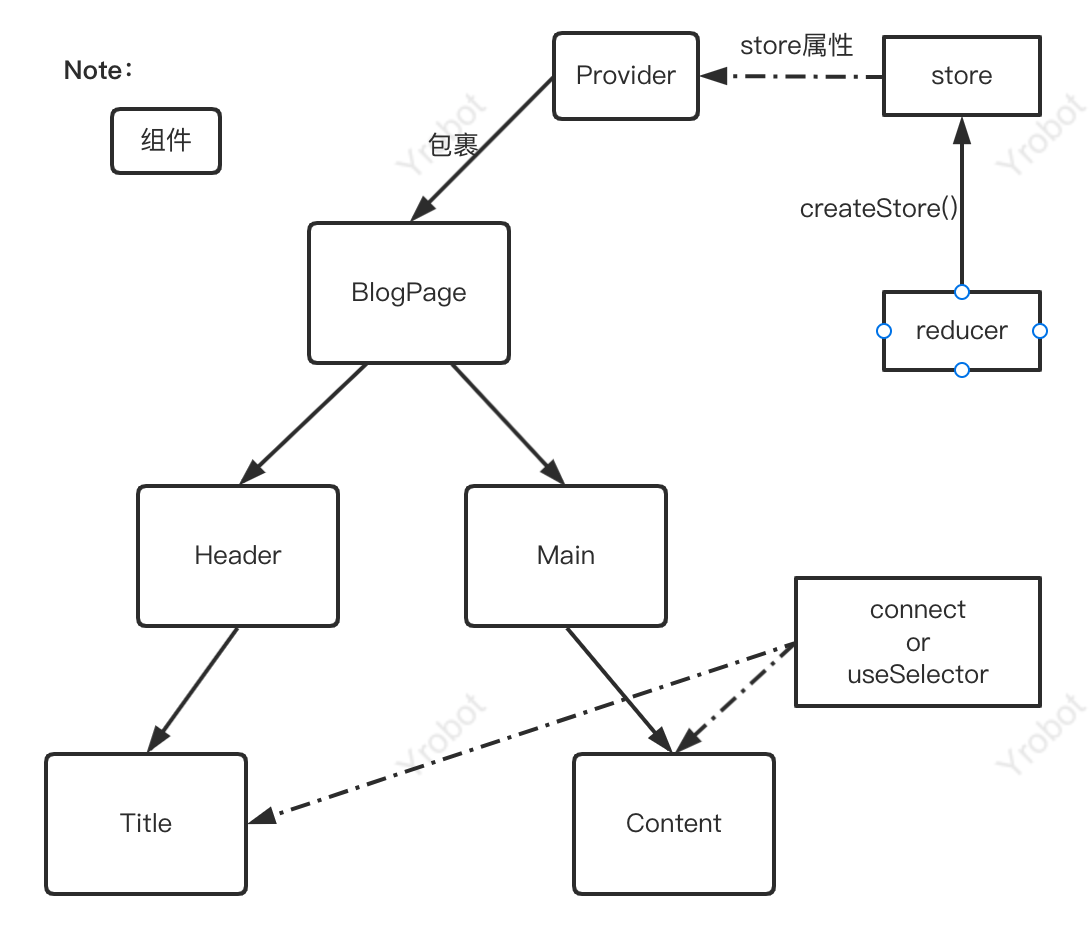 Note：
组件
Provider
store属性
store
包裹
createStore()
BlogPage
reducer
Header
Main
connect
or
useSelector
Title
Content
Yrobot
Yrobot
Yrobot
Yrobot